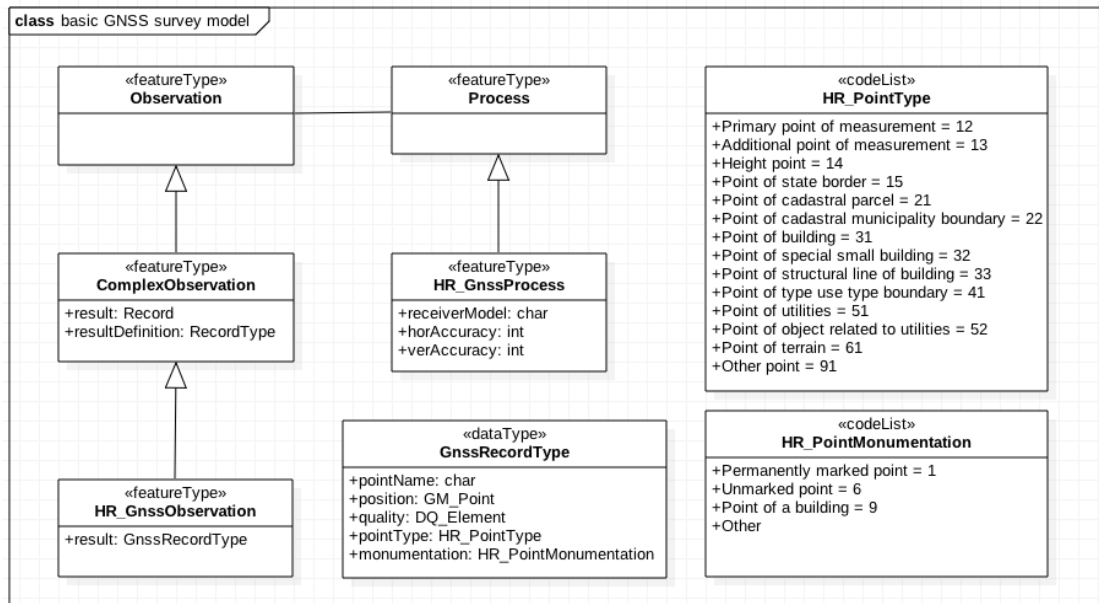 class basic GNSS survey model
«featureType»
Observation
«featureType»
Process
«featureType»
ComplexObservation
+result: Record
+resultDefinition: RecordType
«featureType»
HR_GnssProcess
+receiverModel: char
+horAccuracy: int
+verAccuracy: int
«featureType»
HR_GnssObservation
+result: GnssRecordType
«dataType»
GnssRecordType
+pointName: char
+position: GM_Point
+quality: DQ_Element
+pointType: HR_PointType
+monumentation: HR_PointMonumentation
«codeList»
HR_PointType
+Primary point of measurement = 12
+Additional point of measurement = 13
+Height point = 14
+Point of state border = 15
+Point of cadastral parcel = 21
+Point of cadastral municipality boundary = 22
+Point of building = 31
+Point of special small building = 32
+Point of structural line of building = 33
+Point of type use type boundary = 41
+Point of utilities = 51
+Point of object related to utilities = 52
+Point of terrain = 61
+Other point = 91
«codeList»
HR_PointMonumentation
+Permanently marked point = 1
+Unmarked point = 6
+Point of a building = 9
+Other